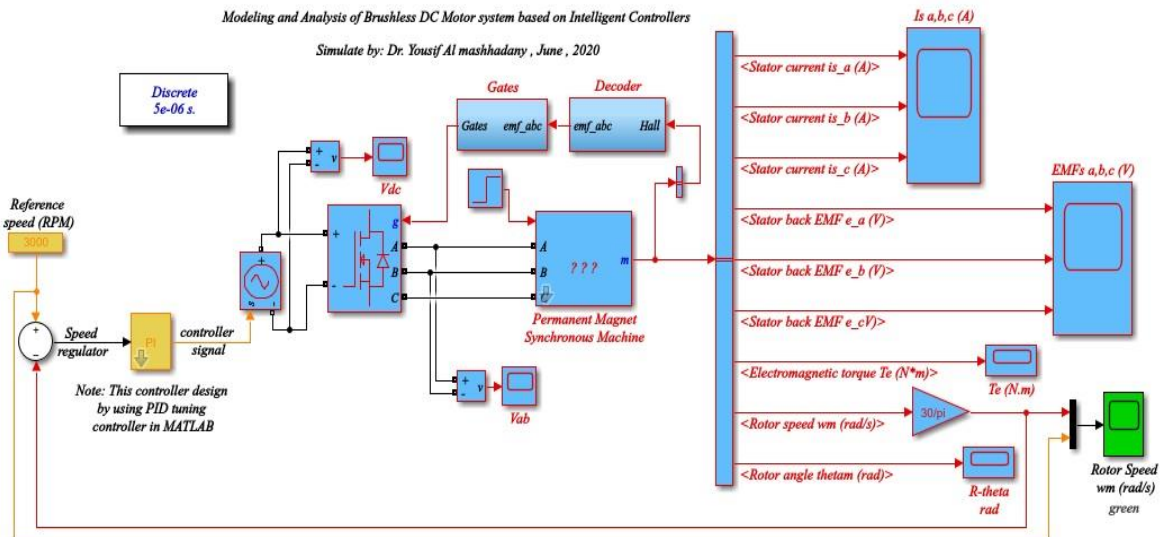 Modeling and Analysis of Brushless DC Motor system based on Intelligent Controllers
Simulate by: Dr. Yousif Al mashhadany , June , 2020
Discrete
5e-06 s.
Is a,b,c (A)
<Stator current is_a (A)>
<Stator current is_b (A)>
<Stator current is_c (A)>
Gates
Decoder
Gates
emf_abc
emf_abc
Hall
+
-
v
Vdc
EMFs a,b,c (V)
<Stator back EMF e_a (V)>
<Stator back EMF e_b (V)>
<Stator back EMF e_cV)>
Reference
speed (RPM)
3000
+
-
s
+
-
g
A
B
C
A
B
C
? ? ?
m
Permanent Magnet
Synchronous Machine
+
−
Speed
regulator
PI
controller
signal
Note: This controller design
by using PID tuning
controller in MATLAB
+
-
v
Vab
<Electromagnetic torque Te (N*m)>
Te (N.m)
<Rotor speed wm (rad/s)>
30/pi
<Rotor angle thetam (rad)>
R-theta
rad
Rotor Speed
wm (rad/s)
green